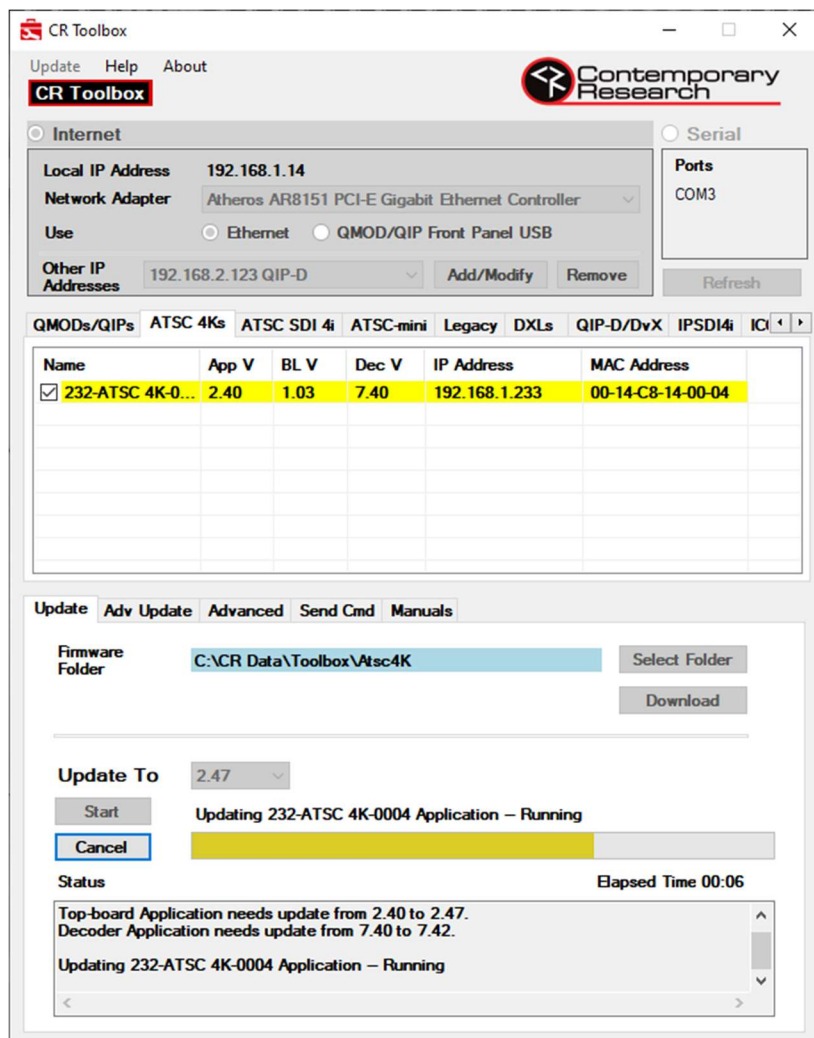 CR Toolbox
Update Help About
CR Toolbox
Contemporary
Research
Internet
Serial
Local IP Address 192.168.1.14
Network Adapter Atheros AR8151 PCI-E Gigabit Ethernet Controller
Use Ethernet QMOD/QIP Front Panel USB
Other IP
Addresses 192.168.2.123 QIP-D Add/Modify Remove
Ports
COM3
Refresh
QMODs/QIPs ATSC 4Ks ATSC SDI 4i ATSC-mini Legacy DXLs QIP-D/DvX IPSDI4i
Name App V BL V Dec V IP Address MAC Address
232-ATSC 4K-0... 2.40 1.03 7.40 192.168.1.233 00-14-C8-14-00-04
Update Adv Update Advanced Send Cmd Manuals
Firmware
Folder C:\CR Data\Toolbox\Atsc4K Select Folder
Download
Update To 2.47
Start Updating 232-ATSC 4K-0004 Application – Running
Cancel
Status Elapsed Time 00:06
Top-board Application needs update from 2.40 to 2.47.
Decoder Application needs update from 7.40 to 7.42.
Updating 232-ATSC 4K-0004 Application – Running